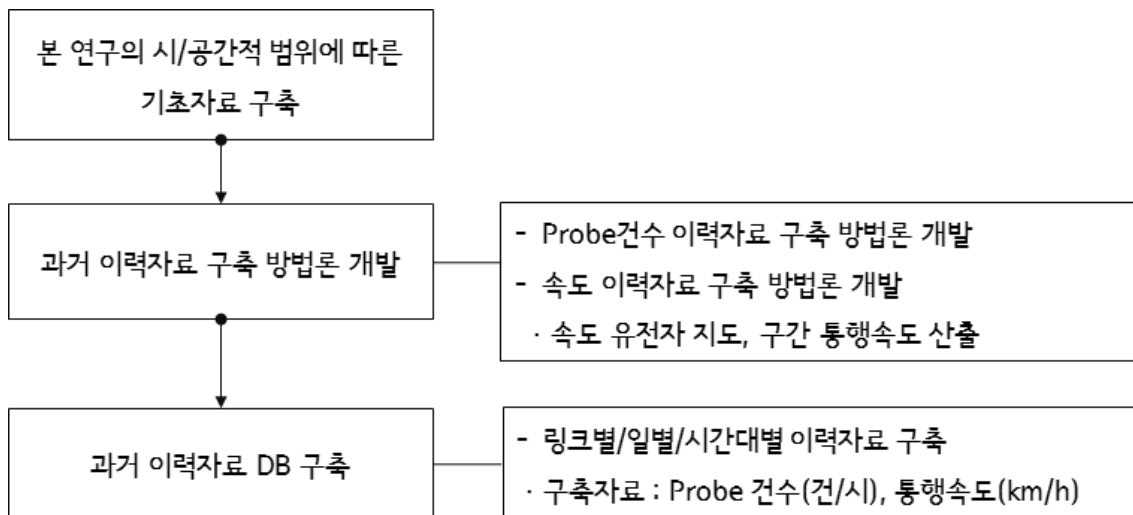 본 연구의 시/공간적 범위에 따른
기초자료 구축
과거 이력자료 구축 방법론 개발
- Probe건수 이력자료 구축 방법론 개발
- 속도 이력자료 구축 방법론 개발
· 속도 유전자 지도, 구간 통행속도 산출
과거 이력자료 DB 구축
- 링크별/일별/시간대별 이력자료 구축
· 구축자료 : Probe 건수(건/시), 통행속도(km/h)